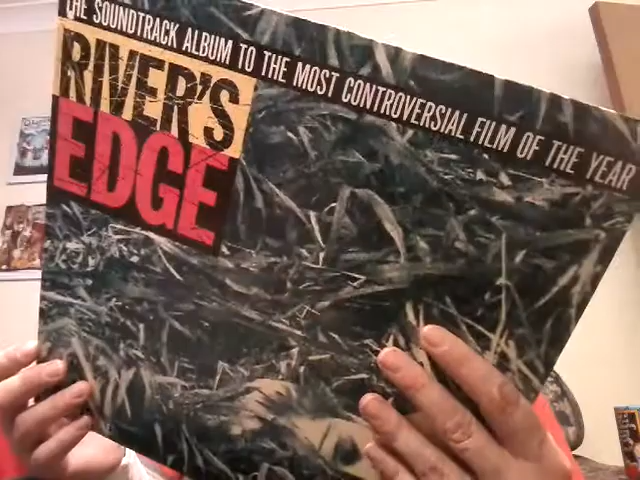 THE SOUNDTRACK ALBUM TO THE MOST CONTROVERSIAL FILM OF THE YEAR
RIVER'S
EDGE